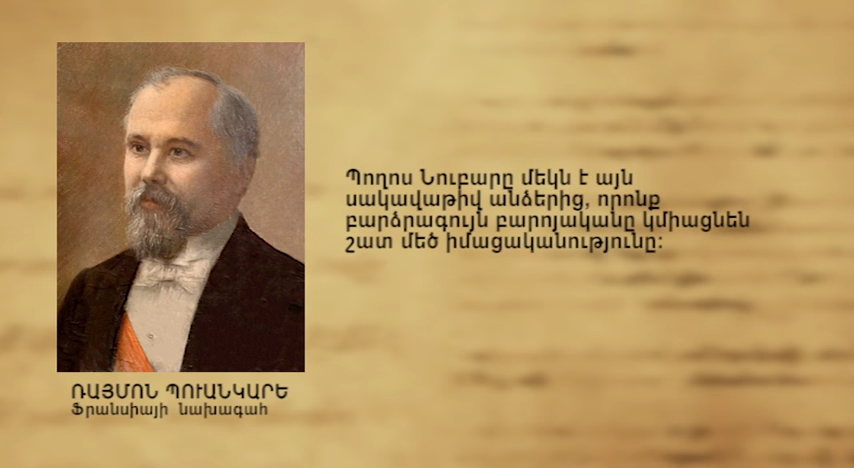 Պողոս Նուբարը մեկն է այն
սակավաթիվ անձերից, որոնք
բարձրագույն բարոյականը կմիացնեն
շատ մեծ իմացականությունը:
ՌԱՅՄՈՆ ՊՈՒԱՆԿԱՐԵ
Ֆրանսիայի նախագահ